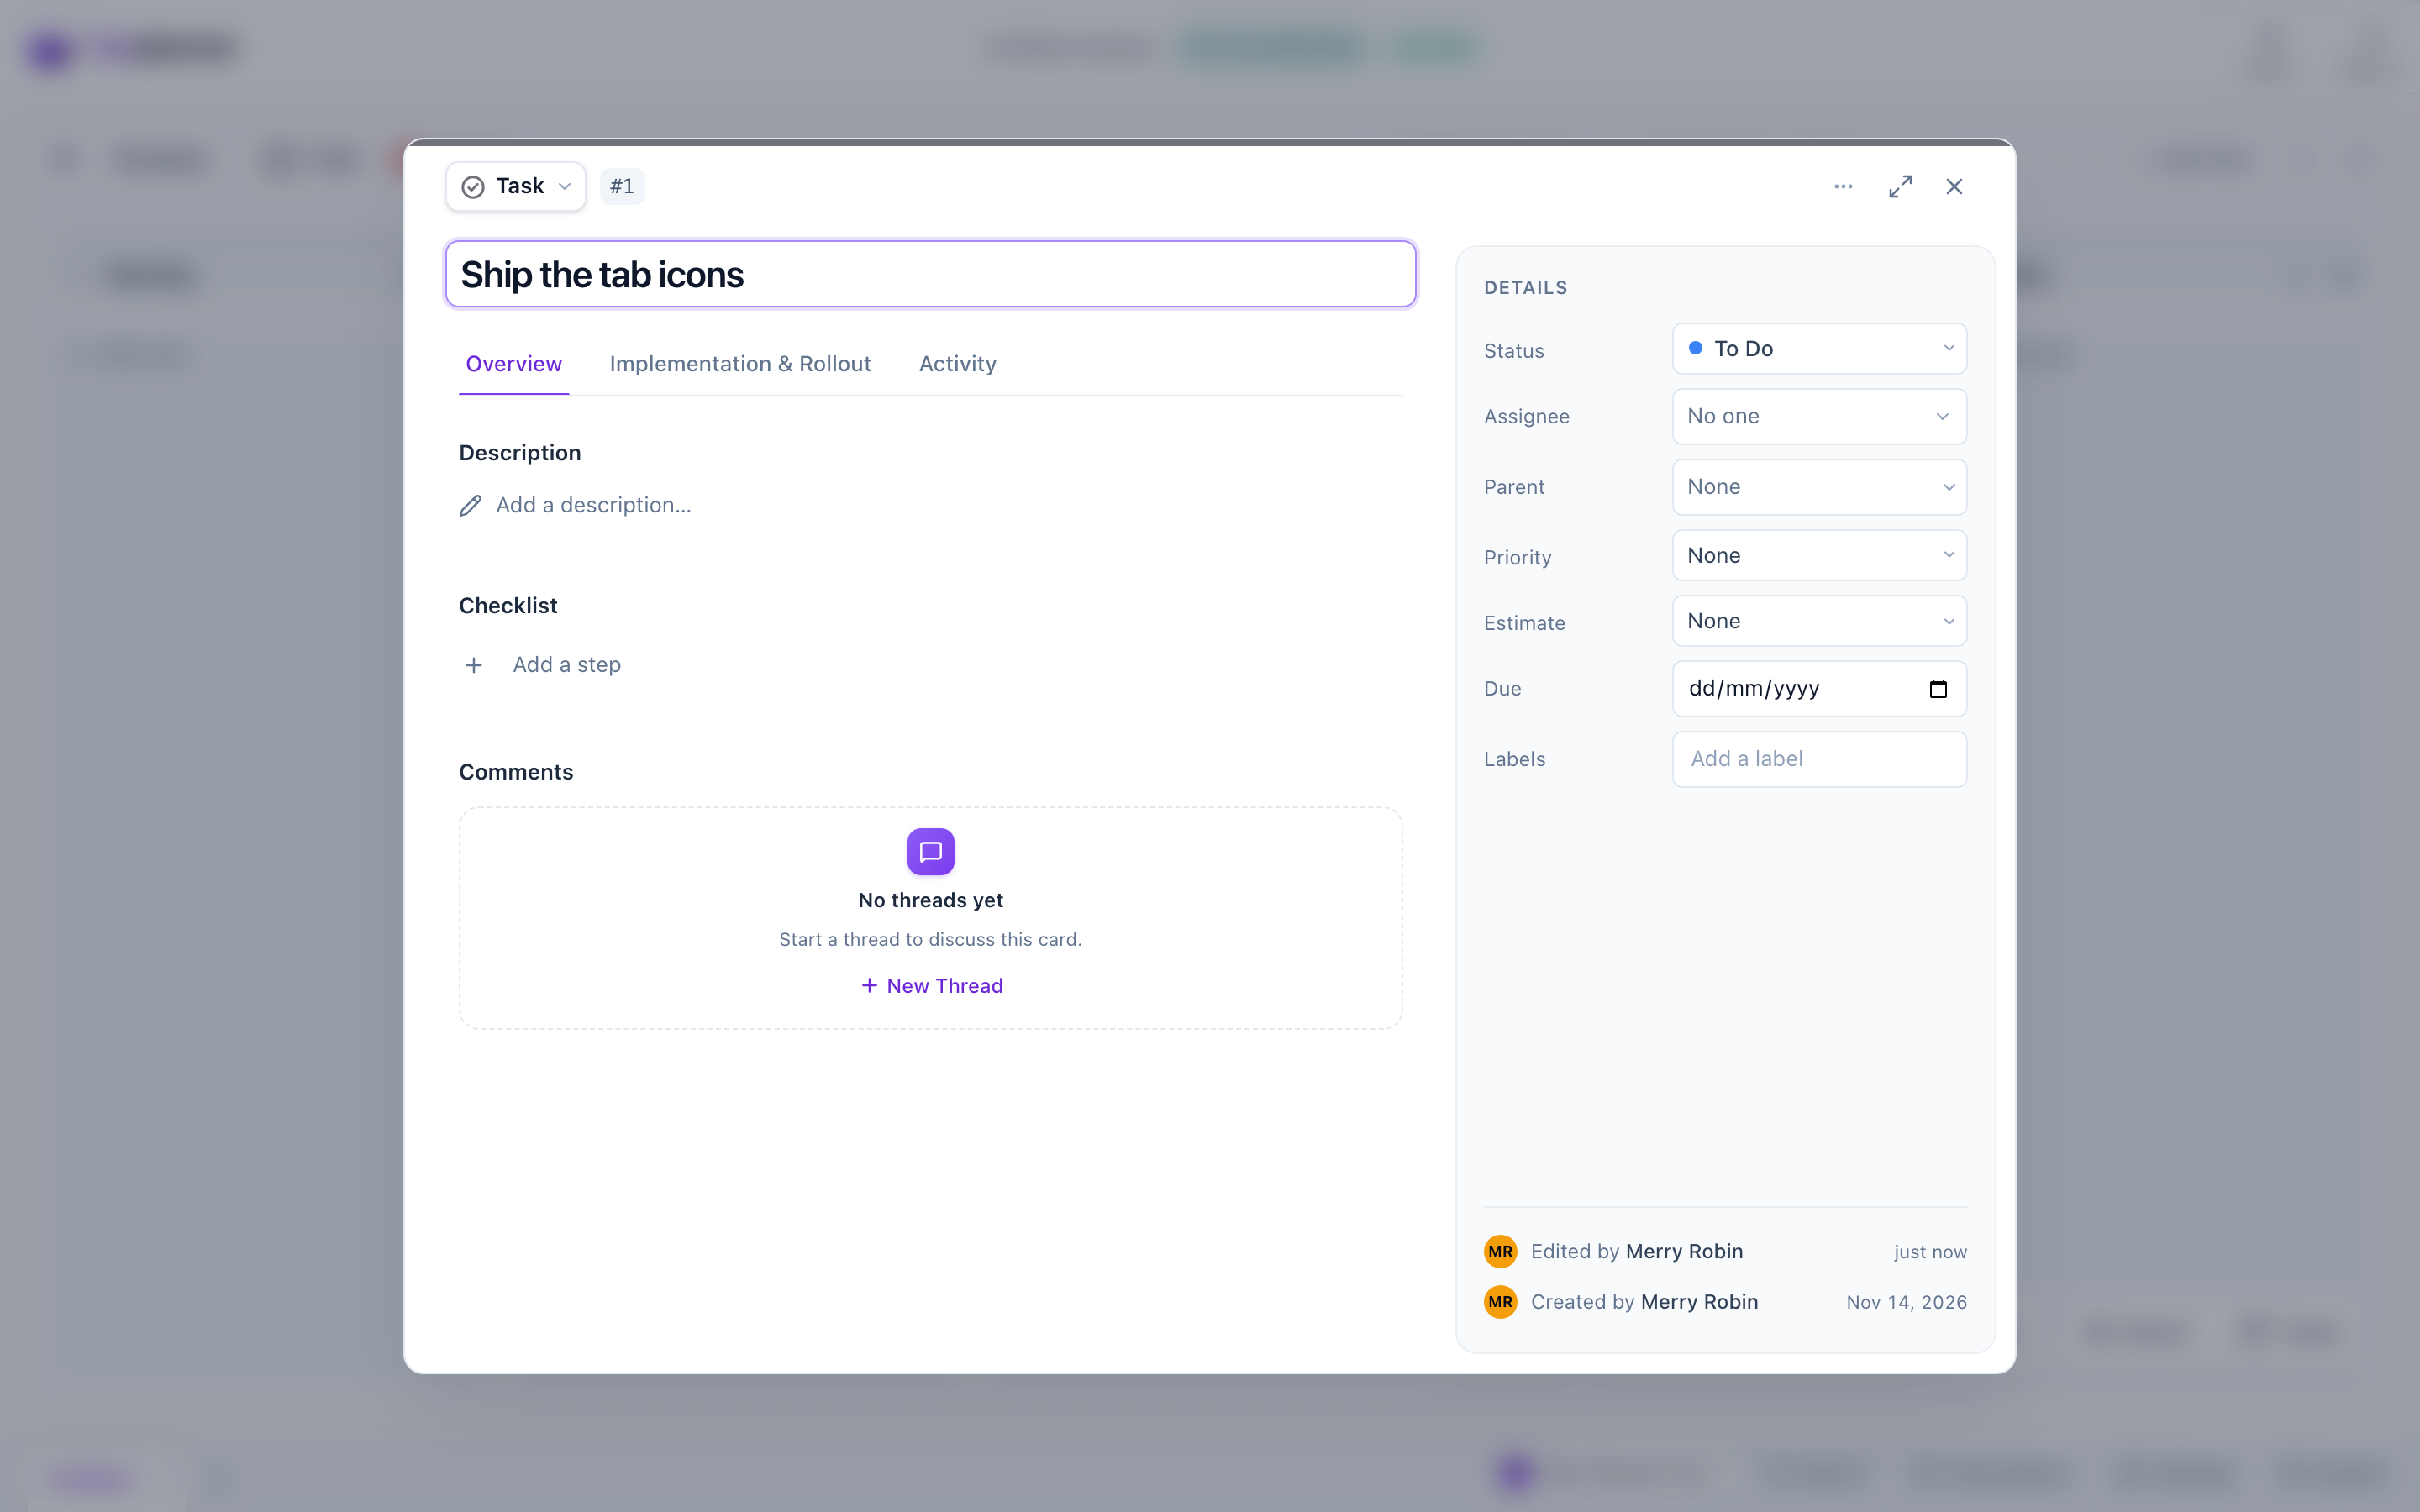 Task
#1
Ship the tab icons
Overview
Implementation & Rollout
Activity
Description
Add a description...
Checklist
Add a step
Comments
No threads yet
Start a thread to discuss this card.
New Thread
DETAILS
Status
To Do
Assignee
No one
Parent
None
Priority
None
Estimate
None
Due
dd/mm/yyyy
Labels
Add a label
MR
Edited by Merry Robin
just now
MR
Created by Merry Robin
Nov 14, 2026